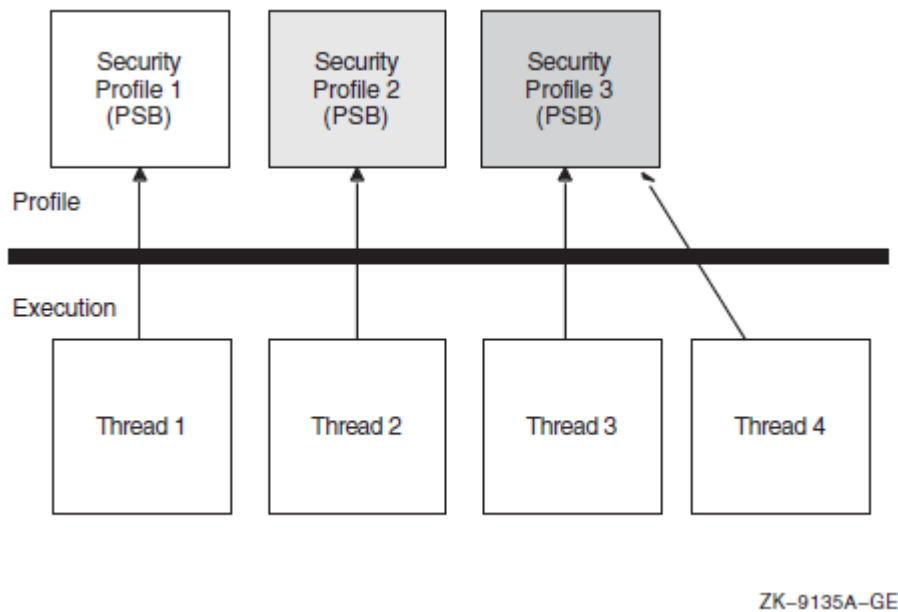 Security
Profile 1
(PSB)
Security
Profile 2
(PSB)
Security
Profile 3
(PSB)
Profile
Execution
Thread 1
Thread 2
Thread 3
Thread 4
ZK–9135A–GE